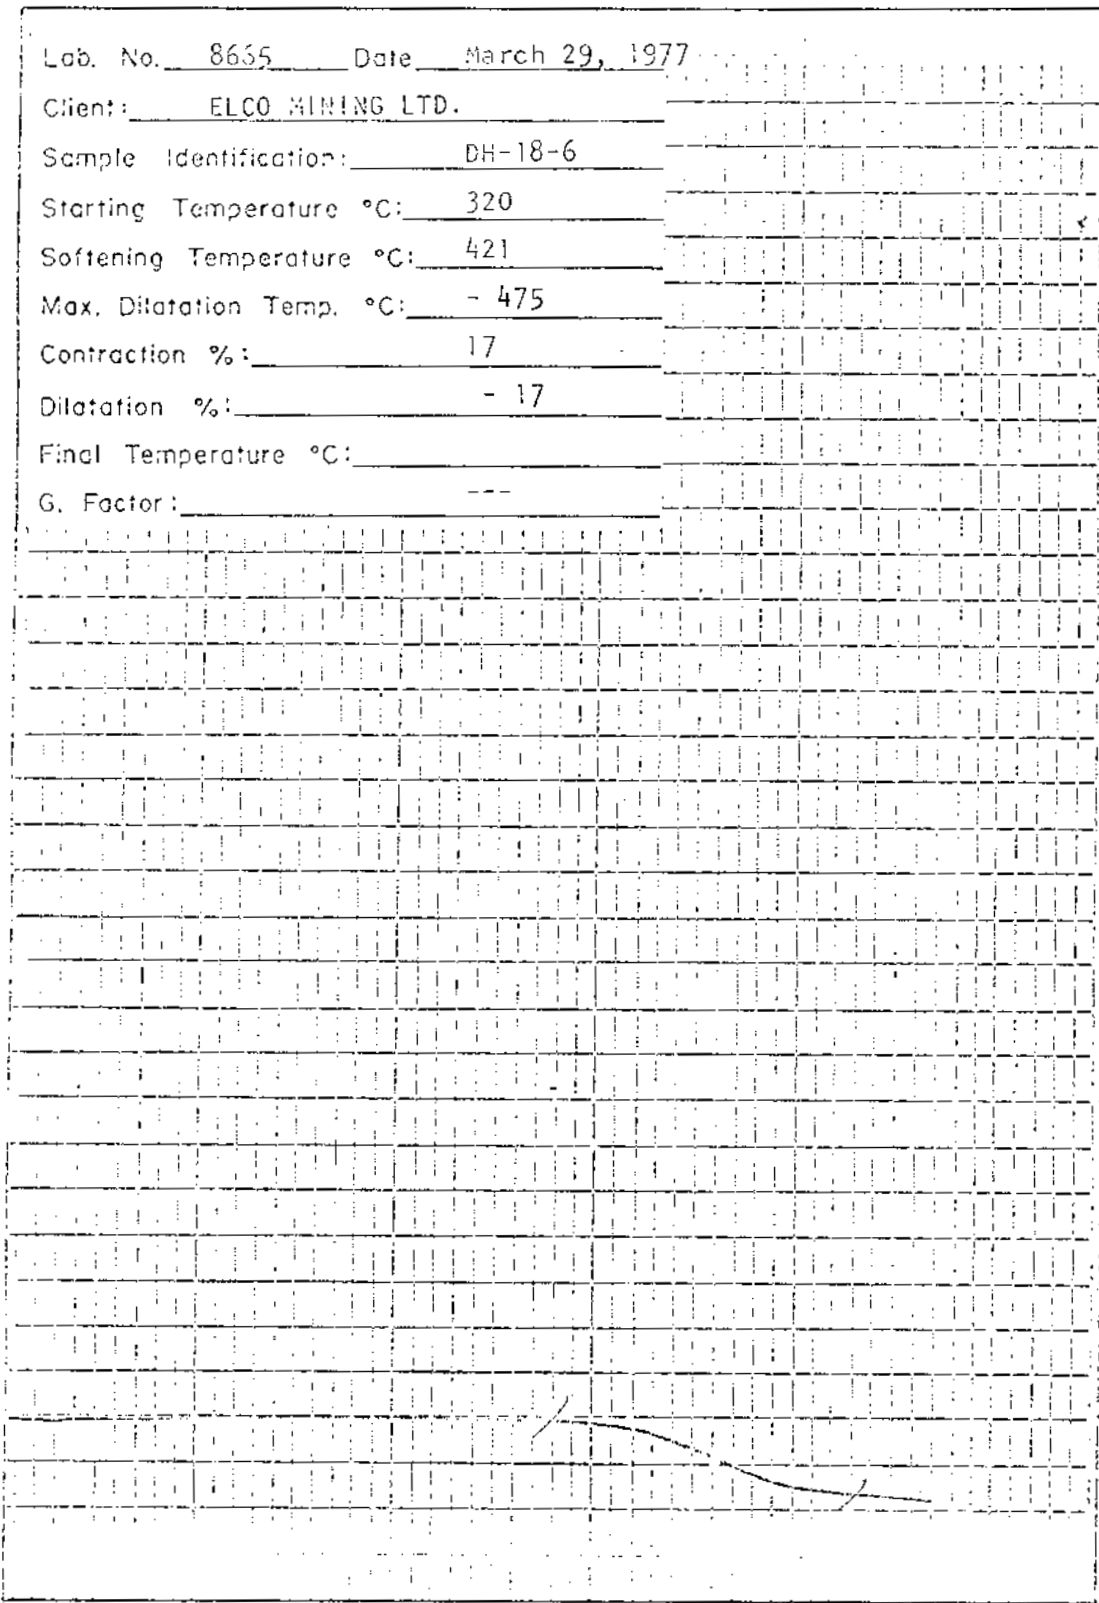 Lab. No. 8665 Date March 29, 1977
Client: ELCO MINING LTD.
Sample Identification: DH-18-6
Starting Temperature °C: 320
Softening Temperature °C: 421
Max. Dilatation Temp. °C: - 475
Contraction %: 17
Dilatation %: - 17
Final Temperature °C:
G. Factor: ---